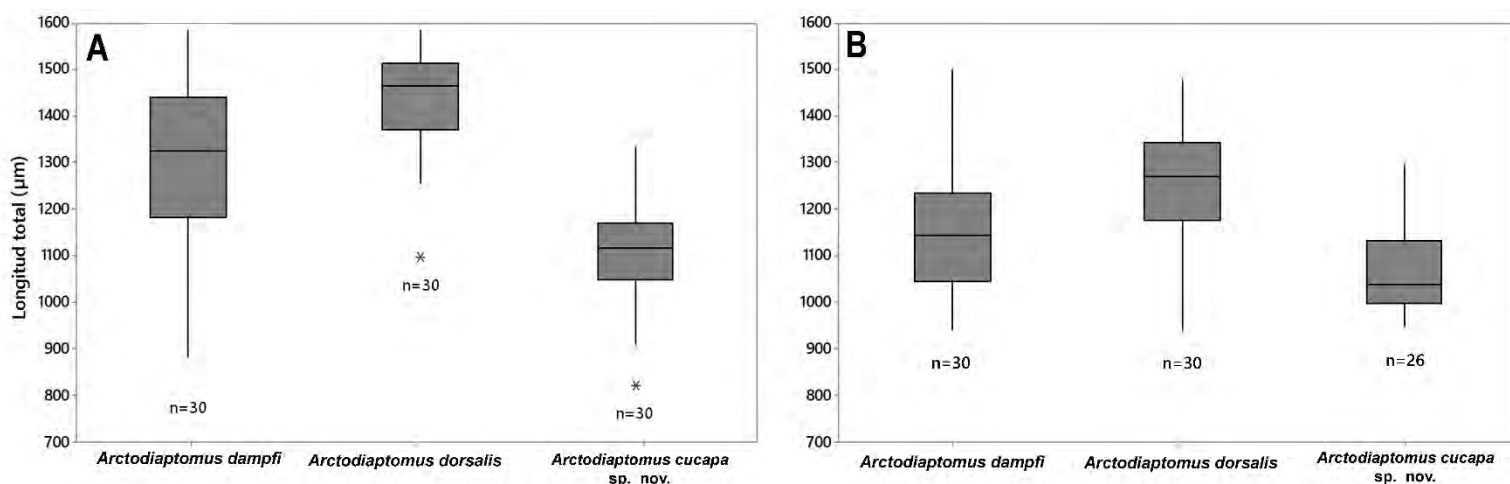 A
Longitud total (µm)
1600
1500
1400
1300
1200
1100
1000
900
800
700
*
n=30
n=30
*
n=30
Arctodiaptomus dampfi
Arctodiaptomus dorsalis
Arctodiaptomus cucapa
sp. nov.
B
1600
1500
1400
1300
1200
1100
1000
900
800
700
n=30
n=30
n=26
Arctodiaptomus dampfi
Arctodiaptomus dorsalis
Arctodiaptomus cucapa
sp. nov.